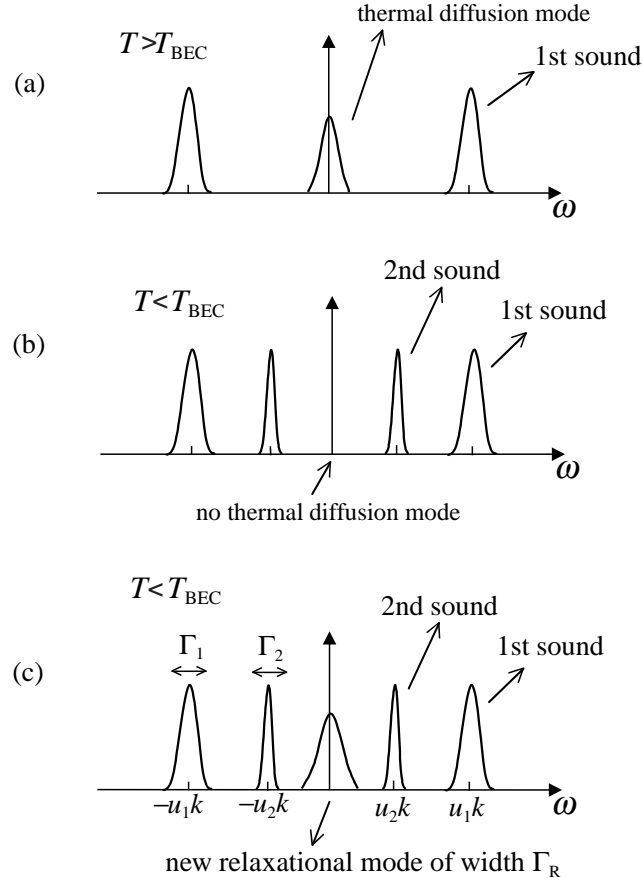 thermal diffusion mode
T > T_BEC
1st sound
(a)
ω
2nd sound
T < T_BEC
1st sound
(b)
ω
no thermal diffusion mode
T < T_BEC
2nd sound
Γ₁ Γ₂
1st sound
(c)
−u₁k −u₂k u₂k u₁k ω
new relaxational mode of width Γ_R